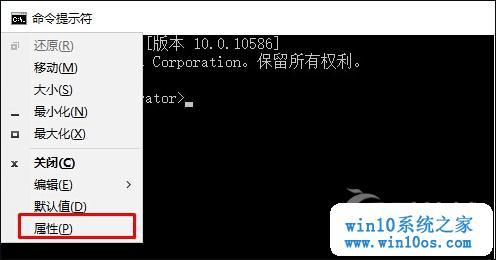 命令提示符
还原(R)
移动(M)
大小(S)
最小化(N)
最大化(X)
关闭(C)
编辑(E)
默认值(D)
属性(P)
[版本 10.0.10586]
Corporation。保留所有权利。
rator>
win10系统之家
www.win10os.com